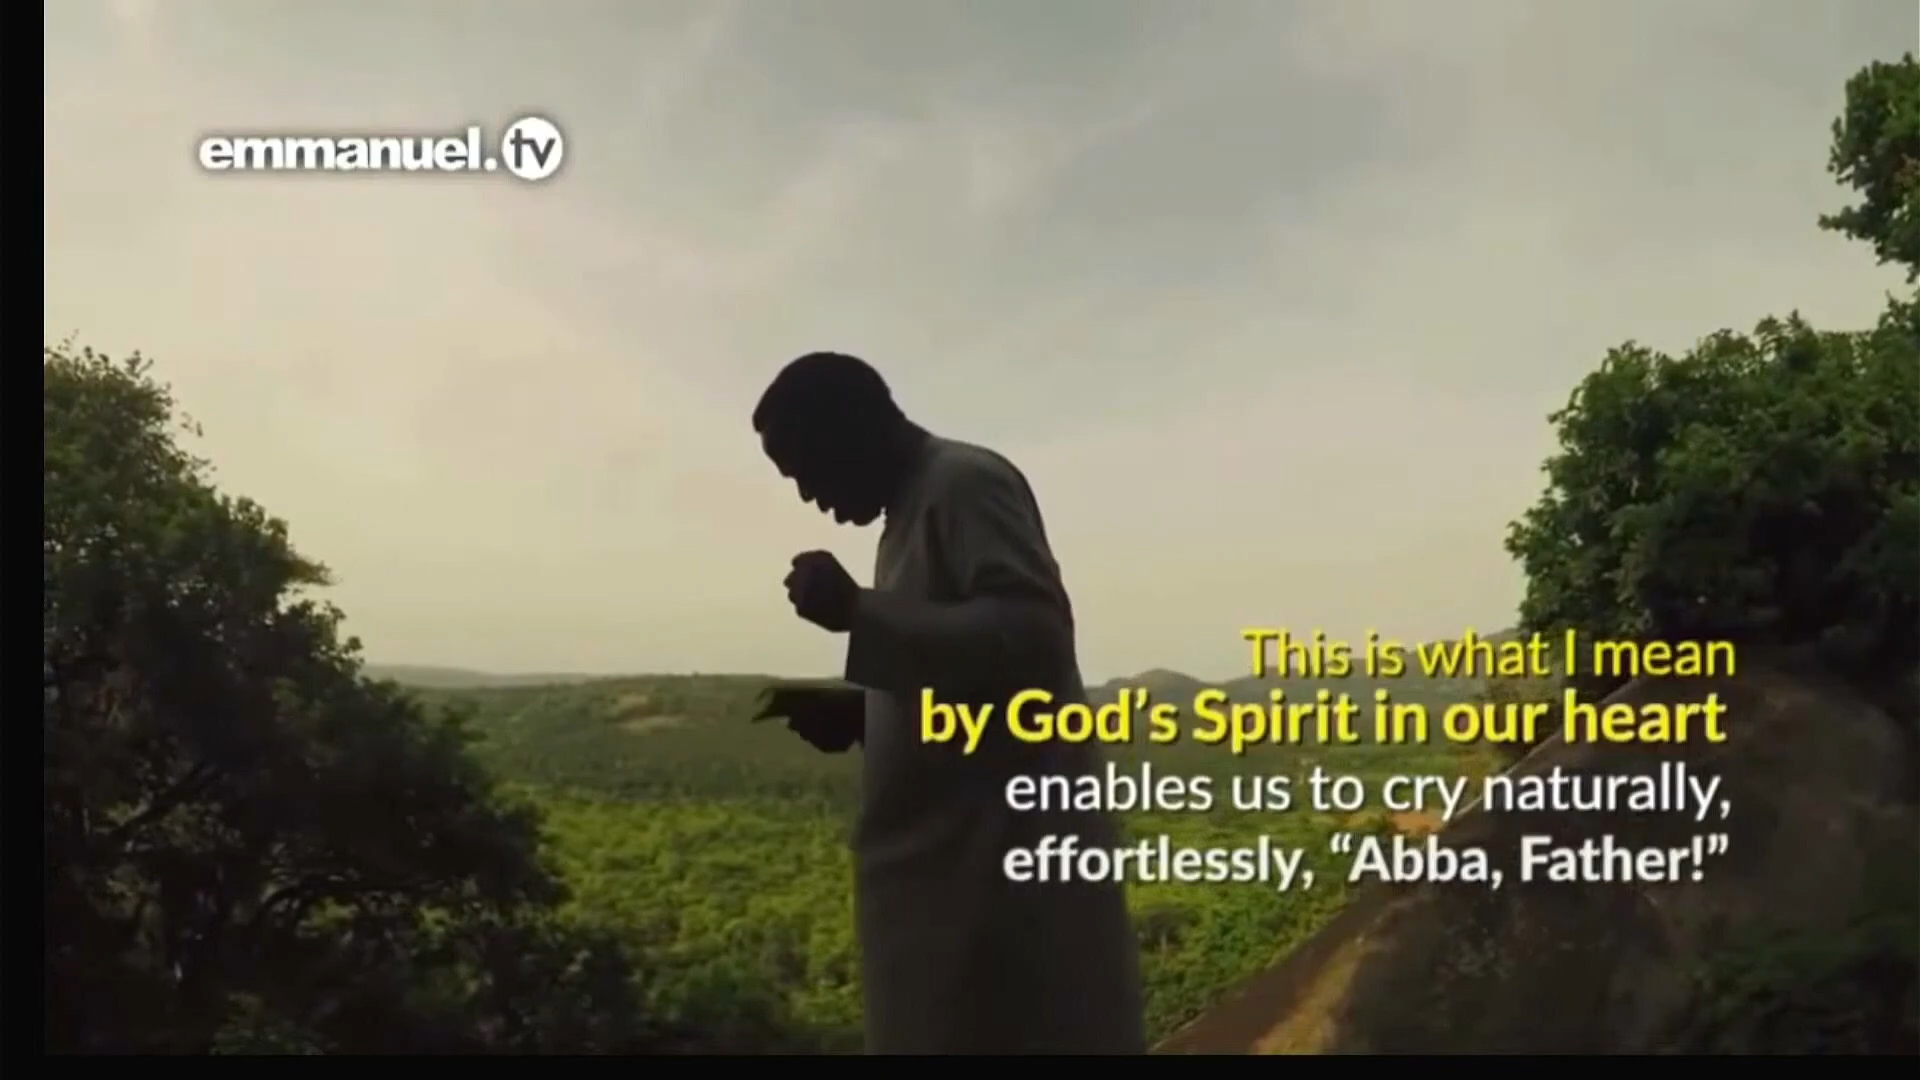 emmanuel.tv
This is what I mean
by God's Spirit in our heart
enables us to cry naturally,
effortlessly, “Abba, Father!”